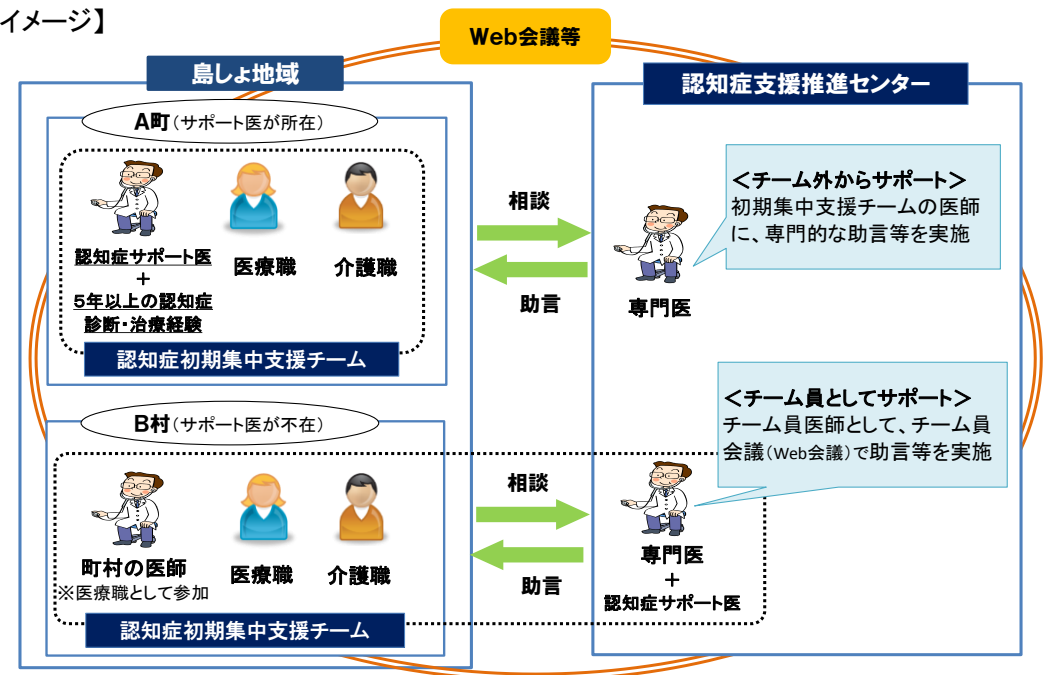 イメージ】
Web会議等
島しょ地域
認知症支援推進センター
A町（サポート医が所在）
認知症サポート医
＋
5年以上の認知症
診断・治療経験
医療職
介護職
認知症初期集中支援チーム
相談
助言
専門医
＜チーム外からサポート＞
初期集中支援チームの医師
に、専門的な助言等を実施
B村（サポート医が不在）
町村の医師
※医療職として参加
医療職
介護職
認知症初期集中支援チーム
相談
助言
専門医
＋
認知症サポート医
＜チーム員としてサポート＞
チーム員医師として、チーム員
会議（Web会議）で助言等を実施